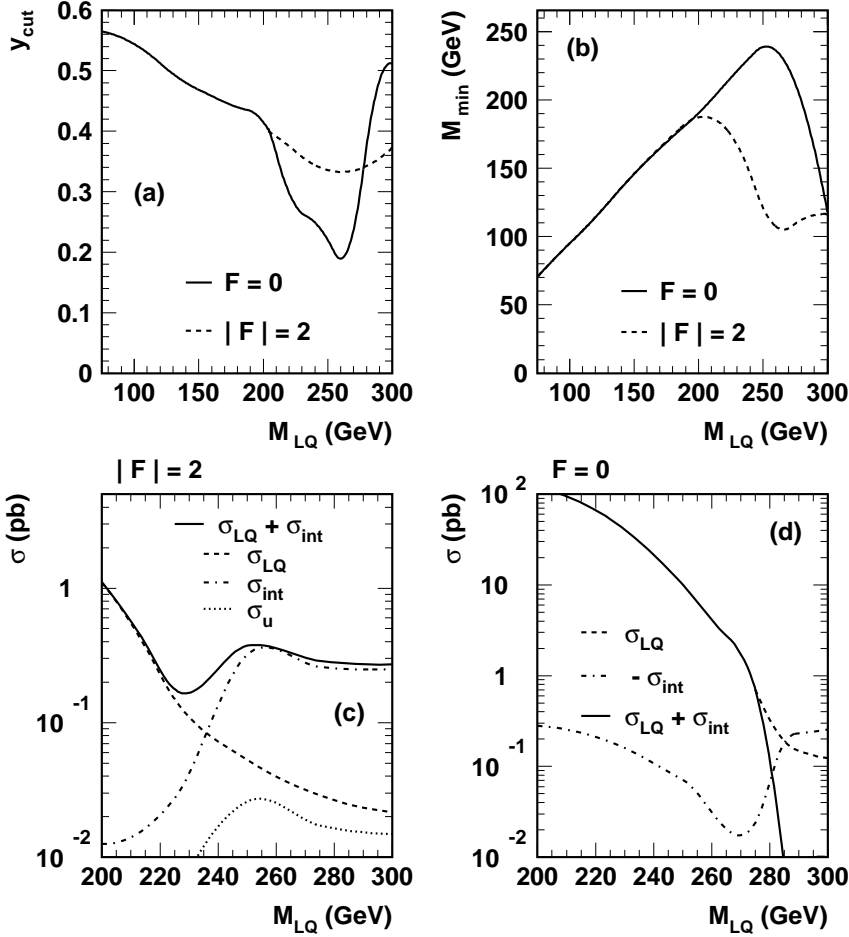 y_cut
0.6
0.5
0.4
0.3
0.2
0.1
0
(a)
F = 0
| F | = 2
100 150 200 250 300
M_LQ (GeV)
M_min (GeV)
250
200
150
100
50
0
(b)
F = 0
| F | = 2
100 150 200 250 300
M_LQ (GeV)
| F | = 2
σ (pb)
1
10^-1
10^-2
σ_LQ + σ_int
σ_LQ
σ_int
σ_u
(c)
200 220 240 260 280 300
M_LQ (GeV)
F = 0
σ (pb)
10^2
10
1
10^-1
10^-2
(d)
σ_LQ
- σ_int
σ_LQ + σ_int
200 220 240 260 280 300
M_LQ (GeV)